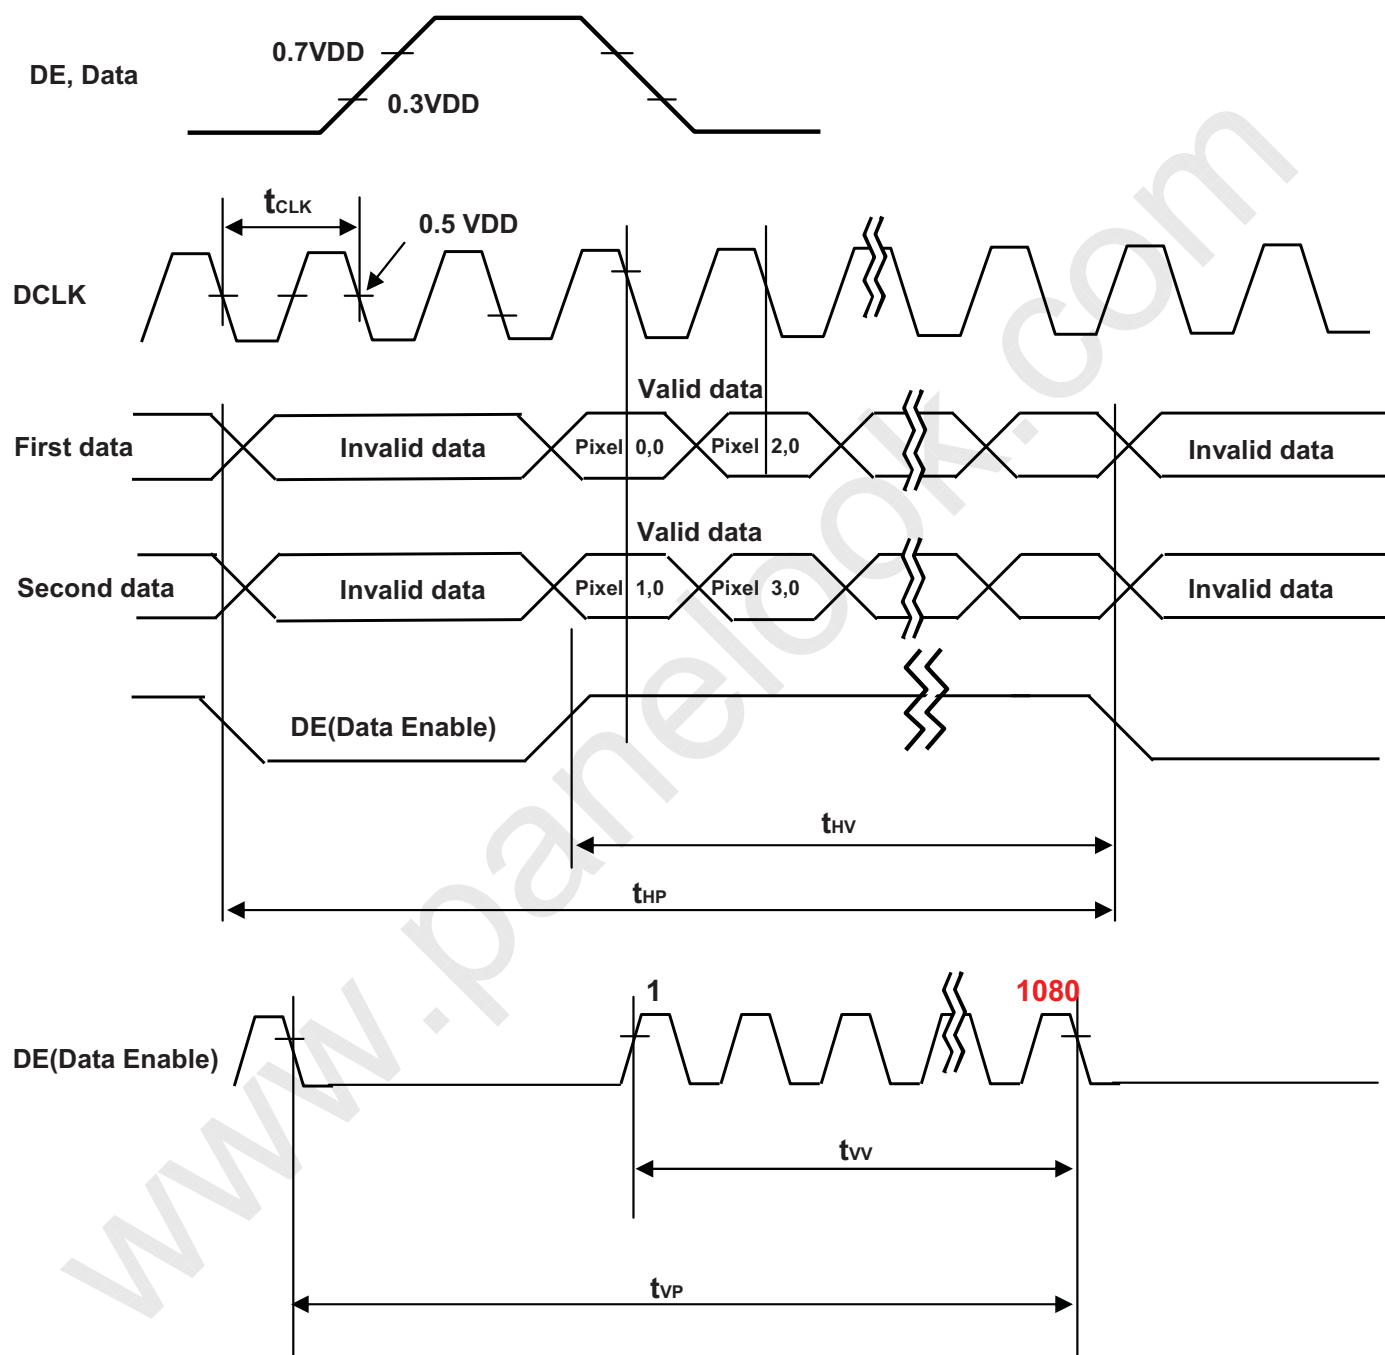 0.7VDD
DE, Data
0.3VDD
tCLK
0.5 VDD
DCLK
Valid data
First data
Invalid data
Pixel 0,0
Pixel 2,0
Invalid data
Valid data
Second data
Invalid data
Pixel 1,0
Pixel 3,0
Invalid data
DE(Data Enable)
tHV
tHP
1
1080
DE(Data Enable)
tVV
tVP
www.panelook.com